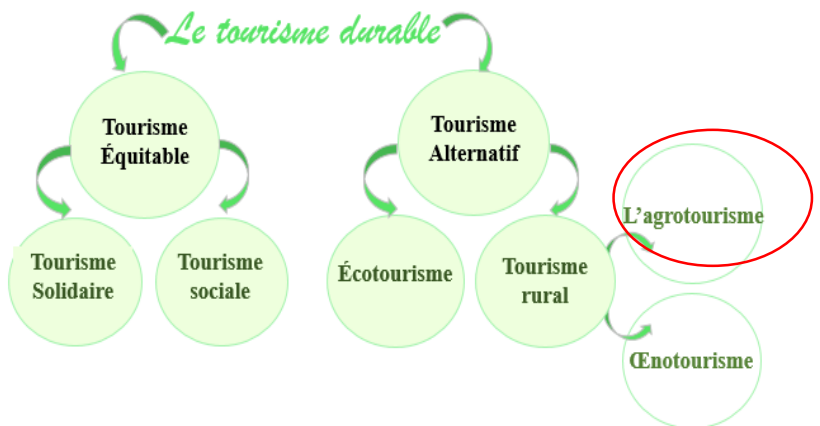 Le tourisme durable
Tourisme
Équitable
Tourisme
Alternatif
Tourisme
Solidaire
Tourisme
sociale
Écotourisme
Tourisme
rural
L’agrotourisme
Œnotourisme